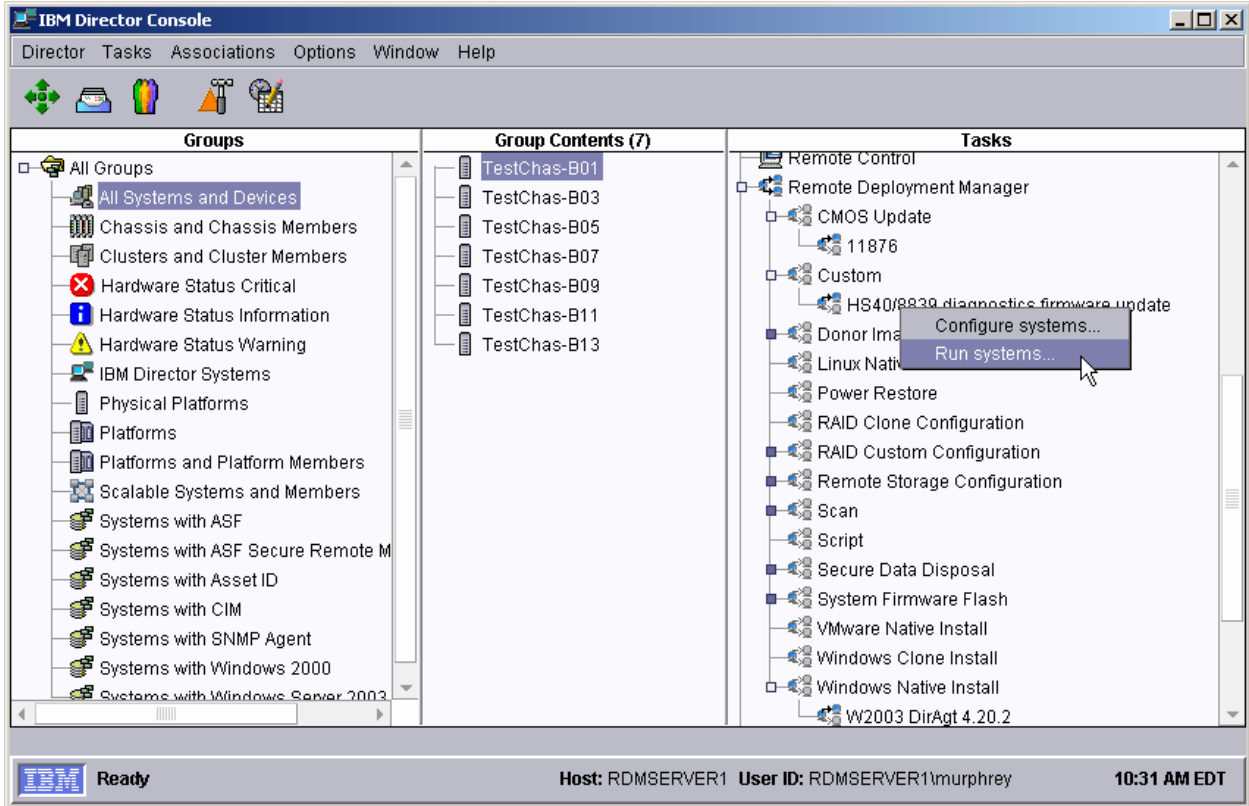 IBM Director Console
Director Tasks Associations Options Window Help
Groups
All Groups
All Systems and Devices
Chassis and Chassis Members
Clusters and Cluster Members
Hardware Status Critical
Hardware Status Information
Hardware Status Warning
IBM Director Systems
Physical Platforms
Platforms
Platforms and Platform Members
Scalable Systems and Members
Systems with ASF
Systems with ASF Secure Remote M
Systems with Asset ID
Systems with CIM
Systems with SNMP Agent
Systems with Windows 2000
Systems with Windows Server 2003
Group Contents (7)
TestChas-B01
TestChas-B03
TestChas-B05
TestChas-B07
TestChas-B09
TestChas-B11
TestChas-B13
Tasks
Remote Control
Remote Deployment Manager
CMOS Update
11876
Custom
HS40/8839 diagnostics firmware update
Configure systems...
Run systems...
Donor Ima
Linux Nativ
Power Restore
RAID Clone Configuration
RAID Custom Configuration
Remote Storage Configuration
Scan
Script
Secure Data Disposal
System Firmware Flash
VMware Native Install
Windows Clone Install
Windows Native Install
W2003 DirAgt 4.20.2
IBM Ready Host: RDMSERVER1 User ID: RDMSERVER1\murphrey 10:31 AM EDT